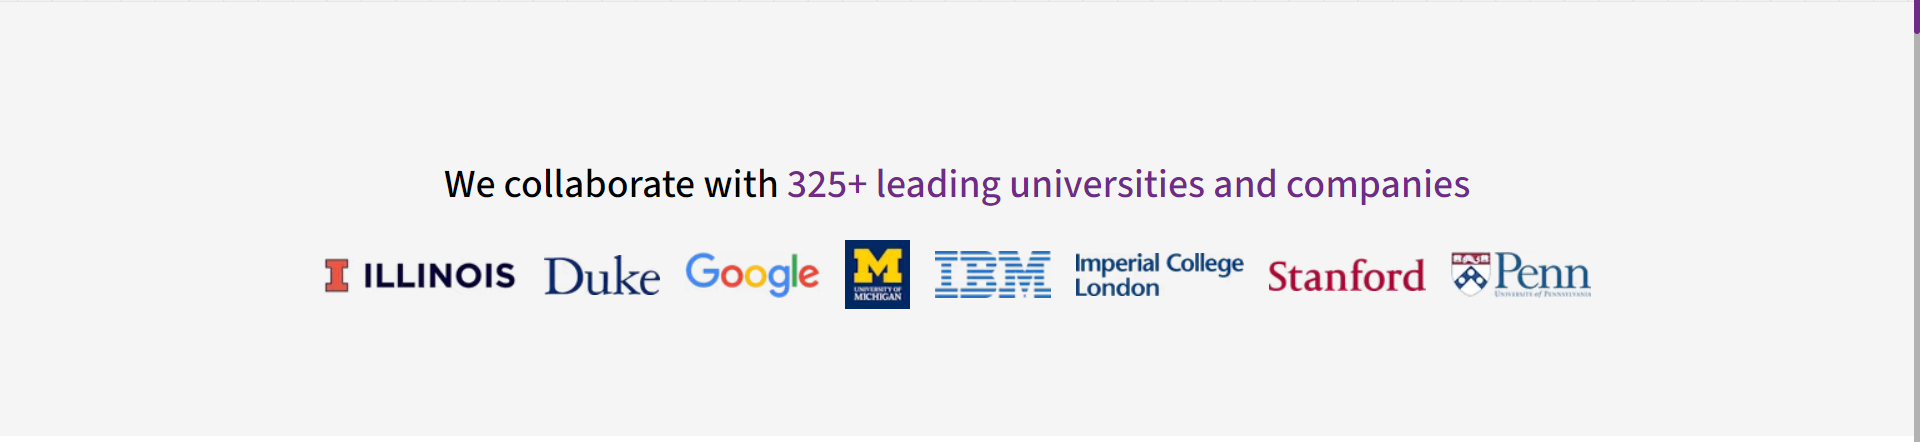 We collaborate with 325+ leading universities and companies
I ILLINOIS
Duke
Google
M
UNIVERSITY OF
MICHIGAN
IBM
Imperial College
London
Stanford
Penn
UNIVERSITY of PENNSYLVANIA